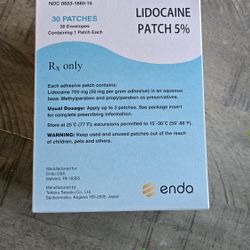 NDC 0603-1880-16
30 PATCHES
30 Envelopes
Containing 1 Patch Each
LIDOCAINE
PATCH 5%
Rx only
Each adhesive patch contains:
Lidocaine 700 mg (50 mg per gram adhesive) in an aqueous
base. Methylparaben and propylparaben as preservatives.
Usual Dosage: Apply up to 3 patches. See package insert for
complete prescribing information.
Store at 25°C (77°F); excursions permitted to 15°-30°C (59°-86°F).
WARNING: Keep used and unused patches out of the reach
of children, pets and others.
Manufactured for:
Endo USA
Malvern, PA 19355
Manufactured by:
Teikoku Seiyaku Co., Ltd.
Sanbonmatsu, Kagawa 769-2695, Japan
endo